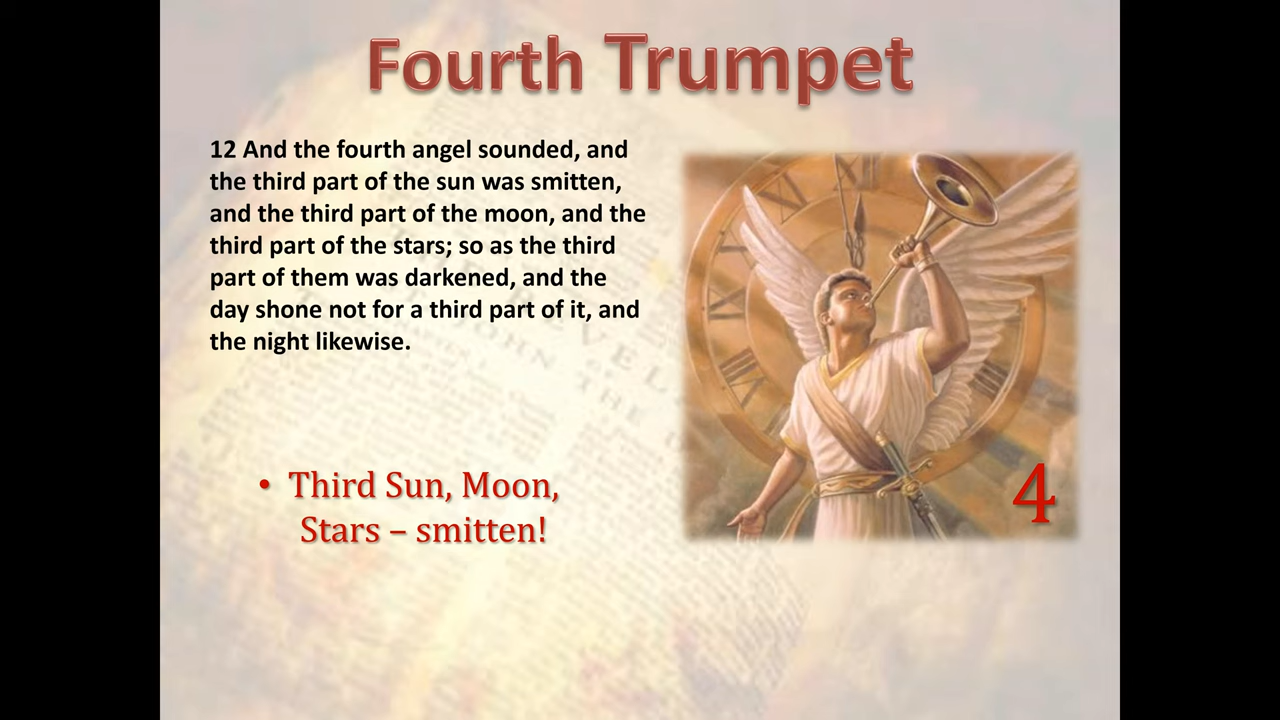 Fourth Trumpet
12 And the fourth angel sounded, and
the third part of the sun was smitten,
and the third part of the moon, and the
third part of the stars; so as the third
part of them was darkened, and the
day shone not for a third part of it, and
the night likewise.
• Third Sun, Moon,
Stars – smitten!
4